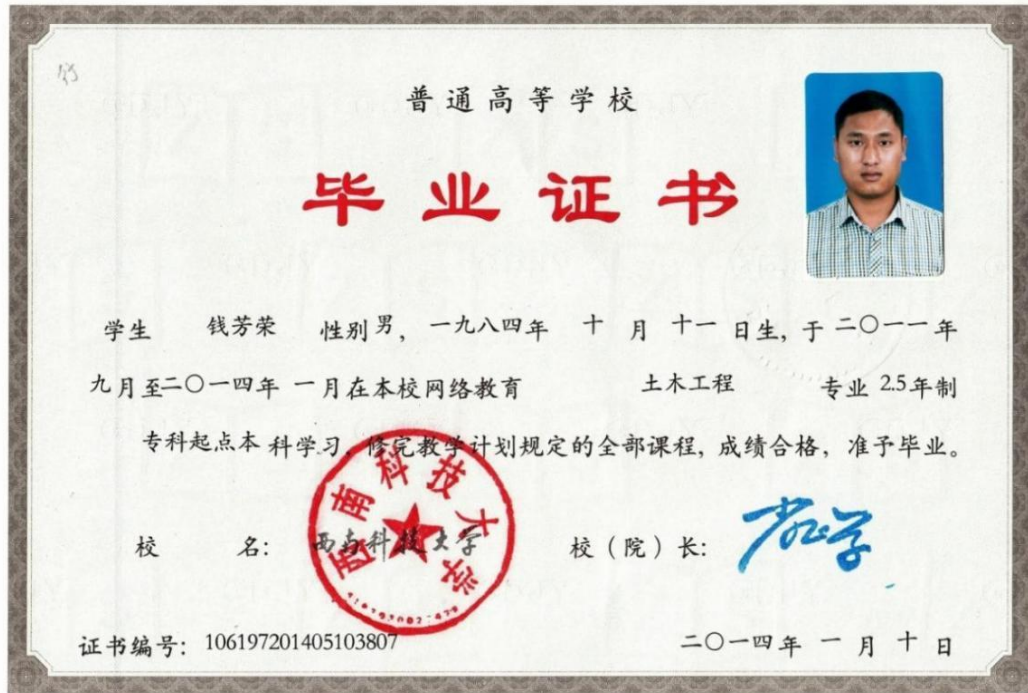 普通高等学校
毕业证书
学生 钱芳荣 性别 男, 一九八四年 十 月 十一 日生, 于 二〇一一 年
九月至二〇一四年 一月在本校网络教育 土木工程 专业 2.5年制
专科起点本 科学习, 修完教学计划规定的全部课程, 成绩合格, 准予毕业。
西南科技大学
校 名: 西南科技大学 校(院)长:
证书编号: 106197201405103807 二〇一四年 一 月 十 日